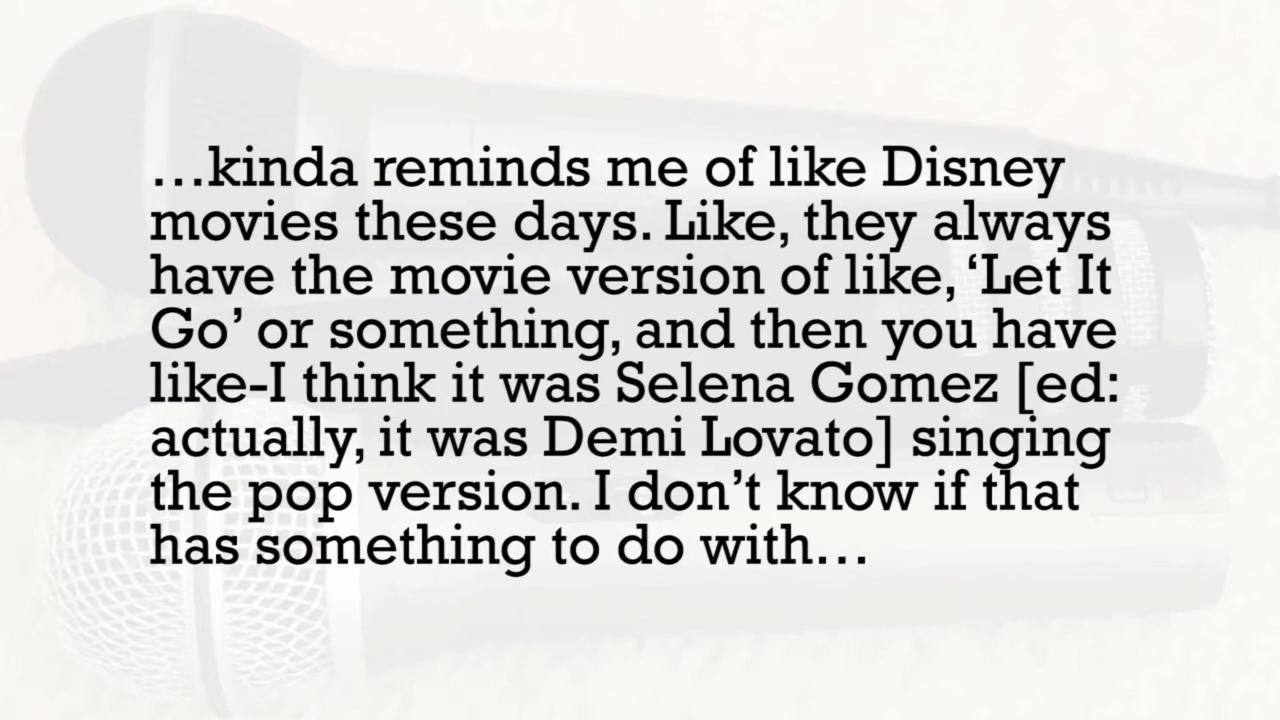 …kinda reminds me of like Disney
movies these days. Like, they always
have the movie version of like, ‘Let It
Go’ or something, and then you have
like-I think it was Selena Gomez [ed:
actually, it was Demi Lovato] singing
the pop version. I don’t know if that
has something to do with…